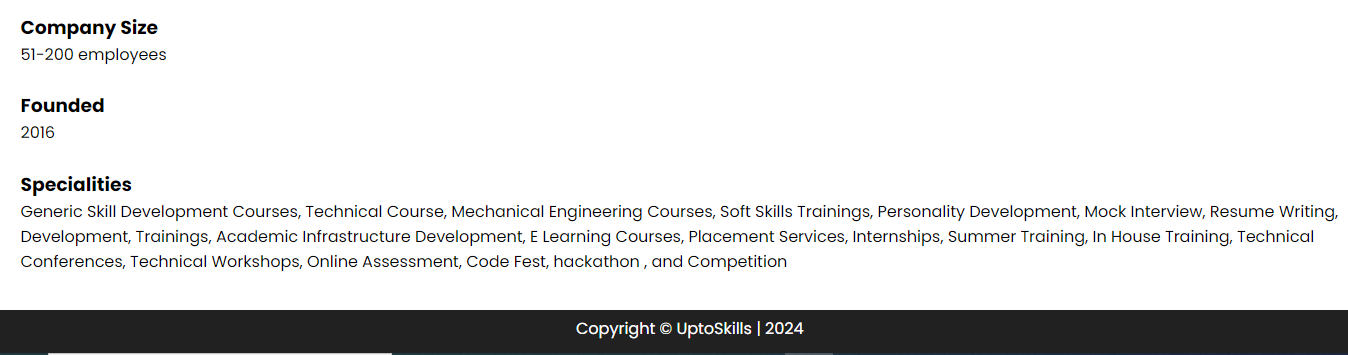 Company Size
51-200 employees
Founded
2016
Specialities
Generic Skill Development Courses, Technical Course, Mechanical Engineering Courses, Soft Skills Trainings, Personality Development, Mock Interview, Resume Writing,
Development, Trainings, Academic Infrastructure Development, E Learning Courses, Placement Services, Internships, Summer Training, In House Training, Technical
Conferences, Technical Workshops, Online Assessment, Code Fest, hackathon , and Competition
Copyright © UptoSkills | 2024